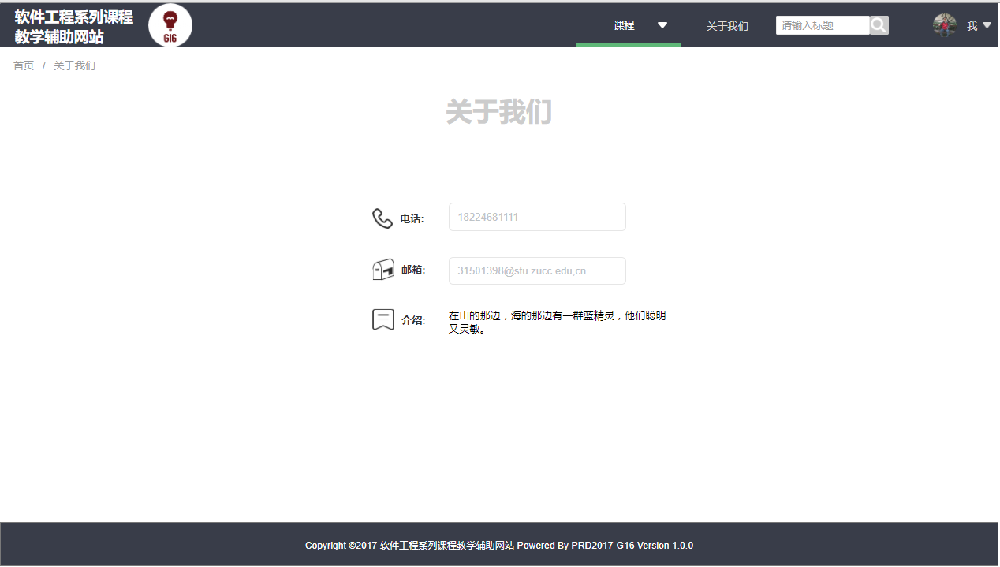 软件工程系列课程
教学辅助网站
G16
课程
关于我们
请输入标题
我
首页 / 关于我们
关于我们
电话:
18224681111
邮箱:
31501398@stu.zucc.edu,cn
介绍:
在山的那边，海的那边有一群蓝精灵，他们聪明
又灵敏。
Copyright ©2017 软件工程系列课程教学辅助网站 Powered By PRD2017-G16 Version 1.0.0